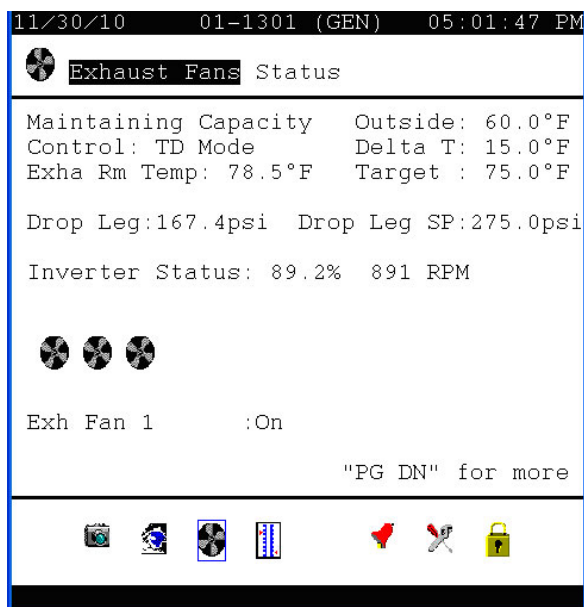 11/30/10 01-1301 (GEN) 05:01:47 PM
Exhaust Fans Status
Maintaining Capacity Outside: 60.0°F
Control: TD Mode Delta T: 15.0°F
Exha Rm Temp: 78.5°F Target : 75.0°F
Drop Leg:167.4psi Drop Leg SP:275.0psi
Inverter Status: 89.2% 891 RPM
Exh Fan 1 :On
"PG DN" for more